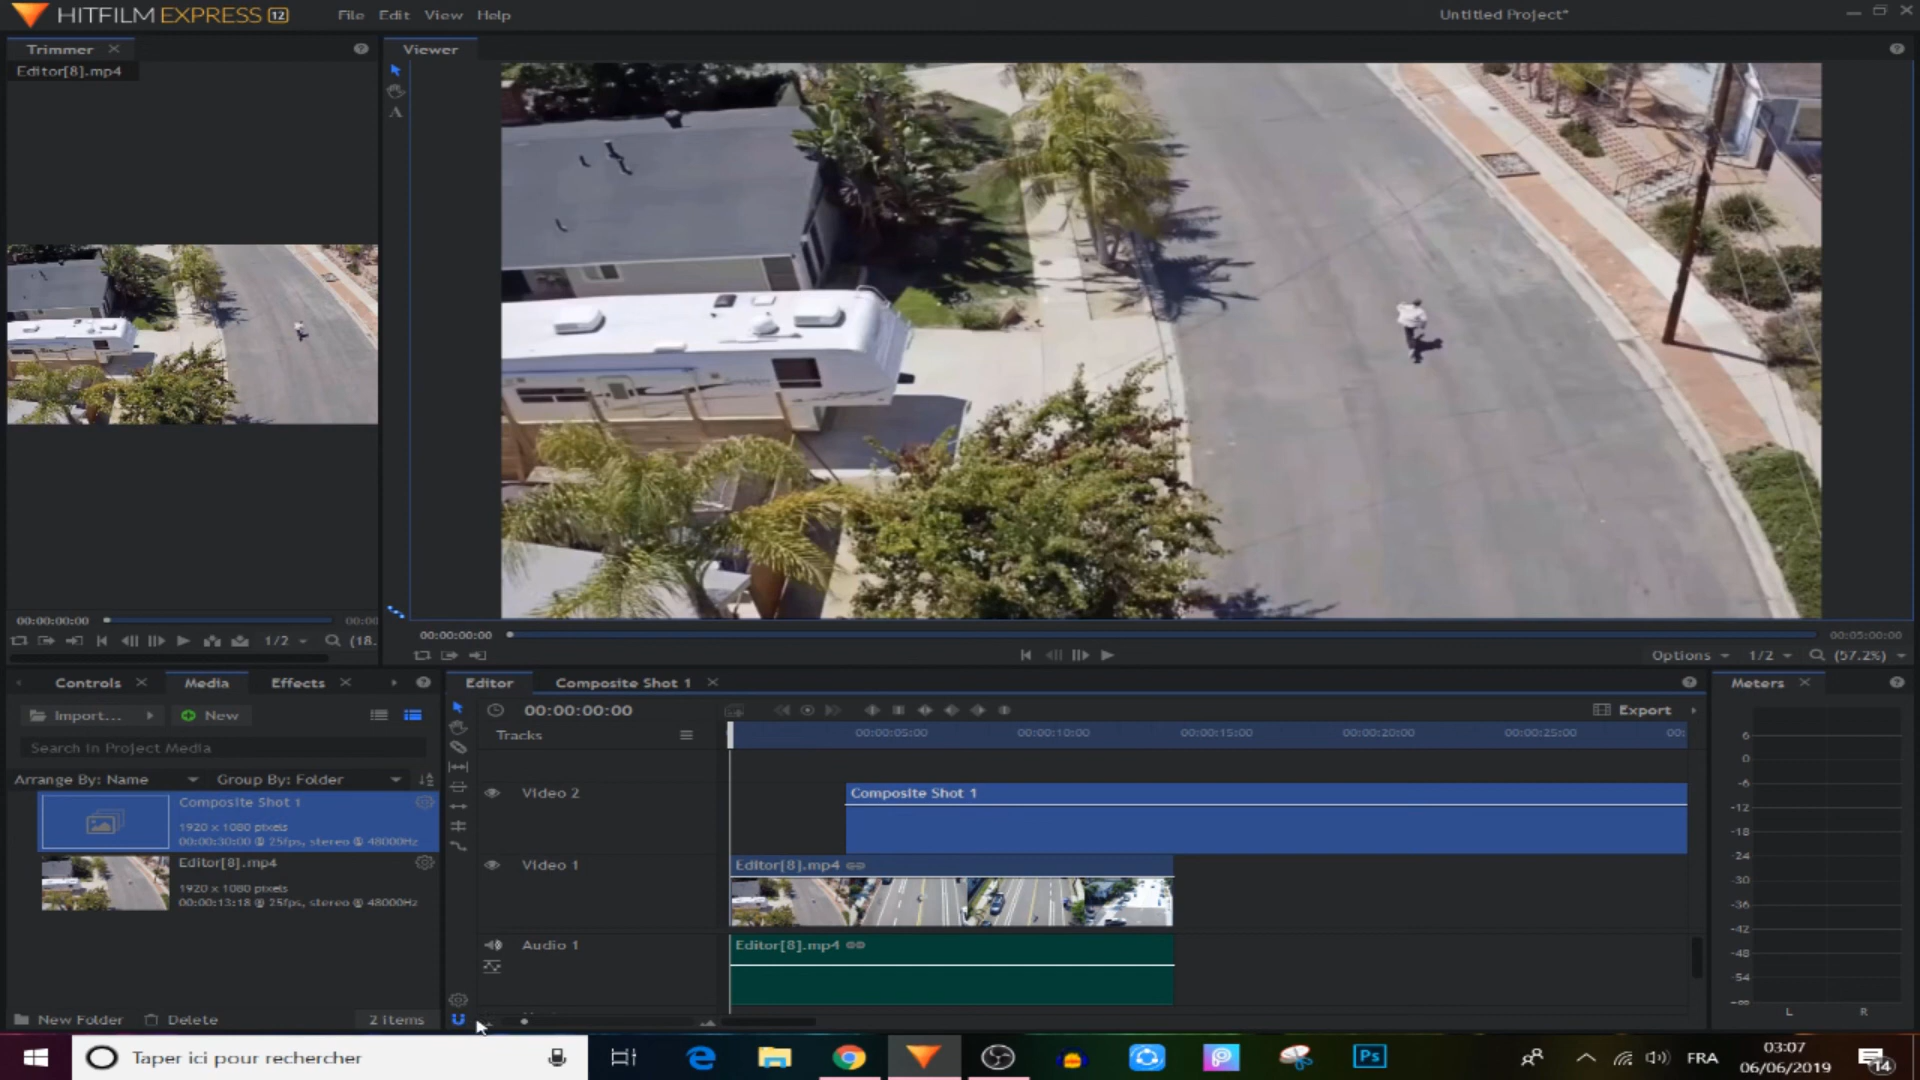 HITFILM EXPRESS 12 File Edit View Help Untitled Project*
Trimmer
Viewer
Editor[8].mp4
A
00:00:00:00 00:00
1/2 (18.
00:00:00:00 00:05:00:00
Options 1/2 (57.2%)
Controls Media Effects
Editor Composite Shot 1
Meters
Import... New
00:00:00:00
Export
Tracks
00:00:05:00 00:00:10:00 00:00:15:00 00:00:20:00 00:00:25:00 00:
Search in Project Media
Arrange By: Name Group By: Folder
Composite Shot 1
1920 x 1080 pixels
00:00:30:00 @ 25fps, stereo @ 48000Hz
Editor[8].mp4
1920 x 1080 pixels
00:00:13:18 @ 25fps, stereo @ 48000Hz
Video 2
Composite Shot 1
Video 1
Editor[8].mp4
Audio 1
Editor[8].mp4
6
0
-6
-12
-18
-24
-30
-36
-42
-48
-54
-∞
L R
New Folder Delete 2 items
Taper ici pour rechercher
Ps
FRA
03:07
06/06/2019
14